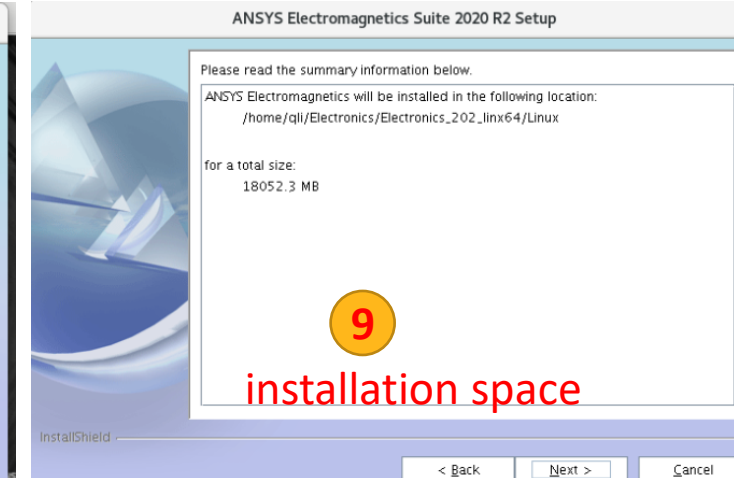 ANSYS Electromagnetics Suite 2020 R2 Setup
Please read the summary information below.
ANSYS Electromagnetics will be installed in the following location:
/home/qli/Electronics/Electronics_202_linx64/Linux
for a total size:
18052.3 MB
9
installation space
InstallShield
< Back Next > Cancel